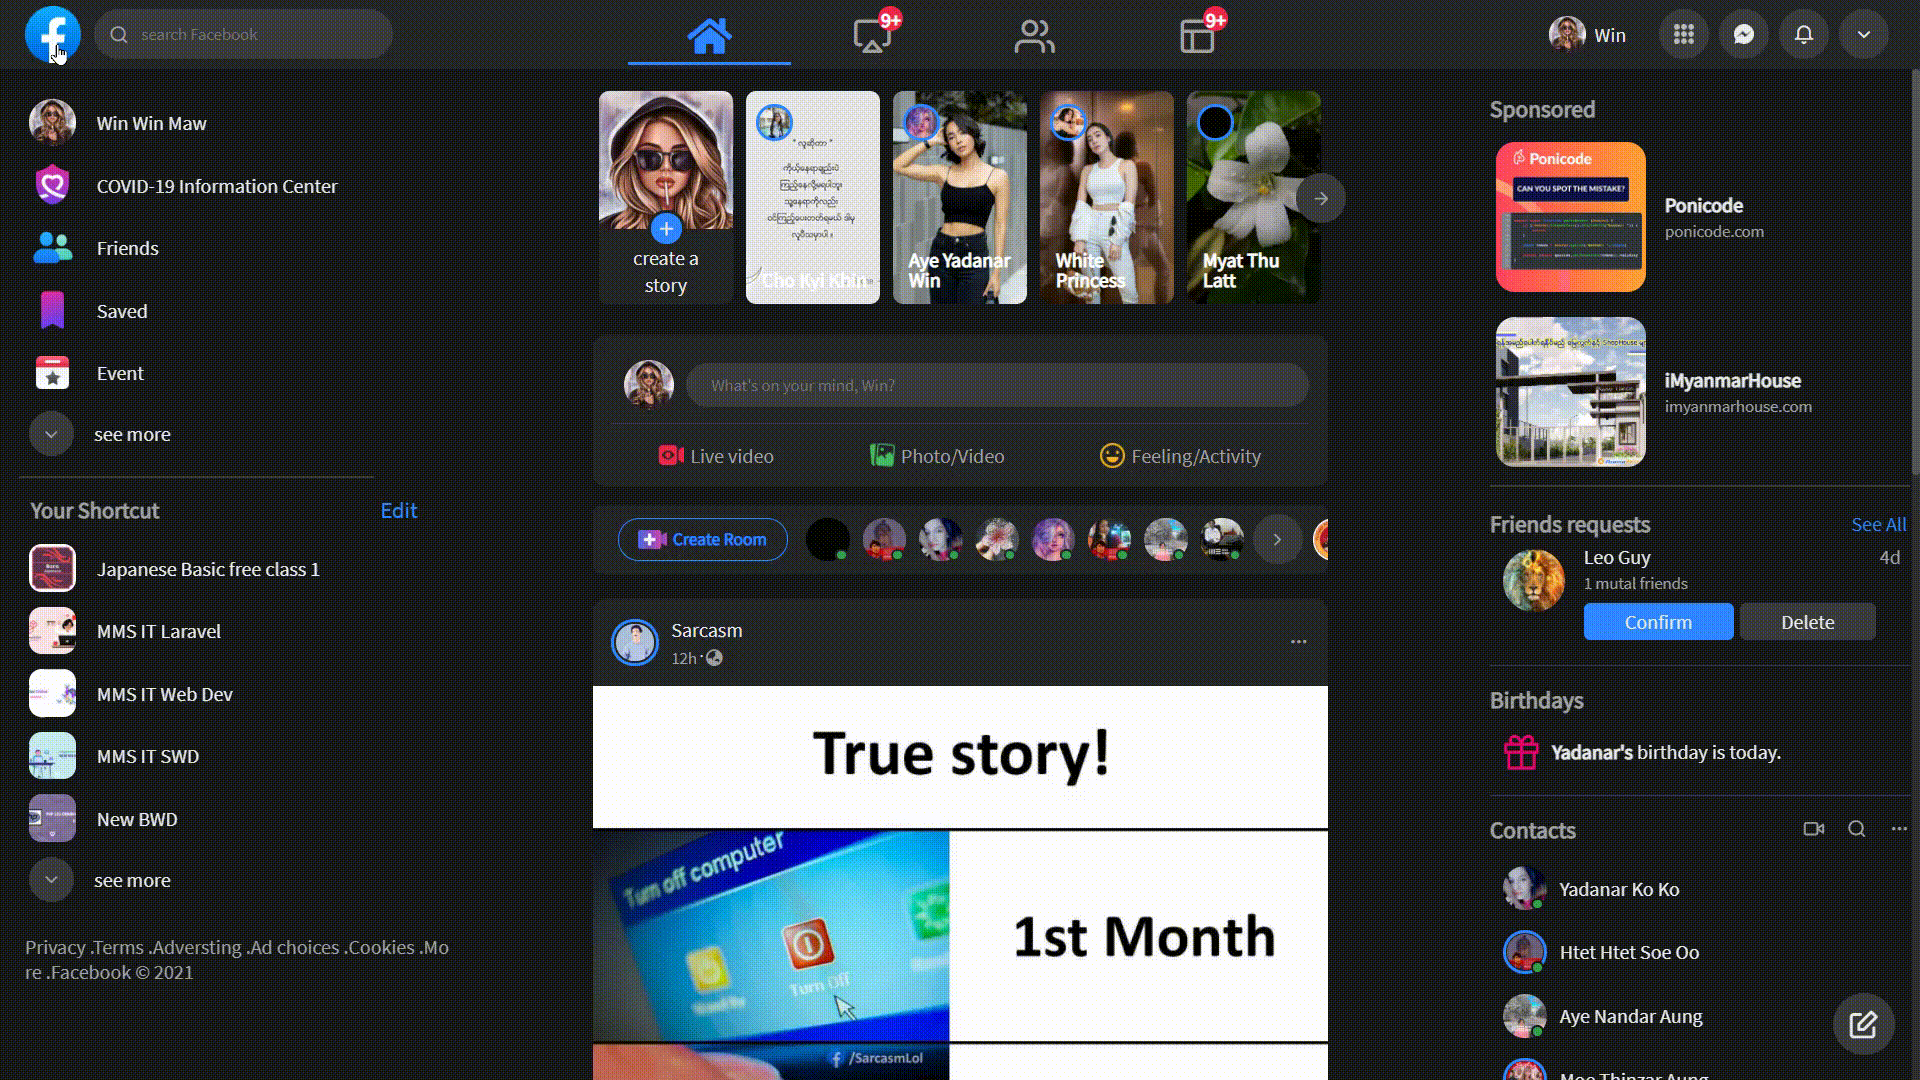 search Facebook
9+
9+
Win
Win Win Maw
COVID-19 Information Center
Friends
Saved
Event
see more
Your Shortcut
Edit
Japanese Basic free class 1
MMS IT Laravel
MMS IT Web Dev
MMS IT SWD
New BWD
see more
Privacy .Terms .Adversting .Ad choices .Cookies .Mo
re .Facebook © 2021
create a
story
Cho Kyi Khin
Aye Yadanar
Win
White
Princess
Myat Thu
Latt
What's on your mind, Win?
Live video
Photo/Video
Feeling/Activity
Create Room
Sarcasm
12h
True story!
Turn off computer
Turn Off
1st Month
/SarcasmLol
Sponsored
Ponicode
CAN YOU SPOT THE MISTAKE?
Ponicode
ponicode.com
iMyanmarHouse
imyanmarhouse.com
Friends requests
See All
Leo Guy
4d
1 mutal friends
Confirm
Delete
Birthdays
Yadanar's birthday is today.
Contacts
Yadanar Ko Ko
Htet Htet Soe Oo
Aye Nandar Aung
Moe Thinzar Aung